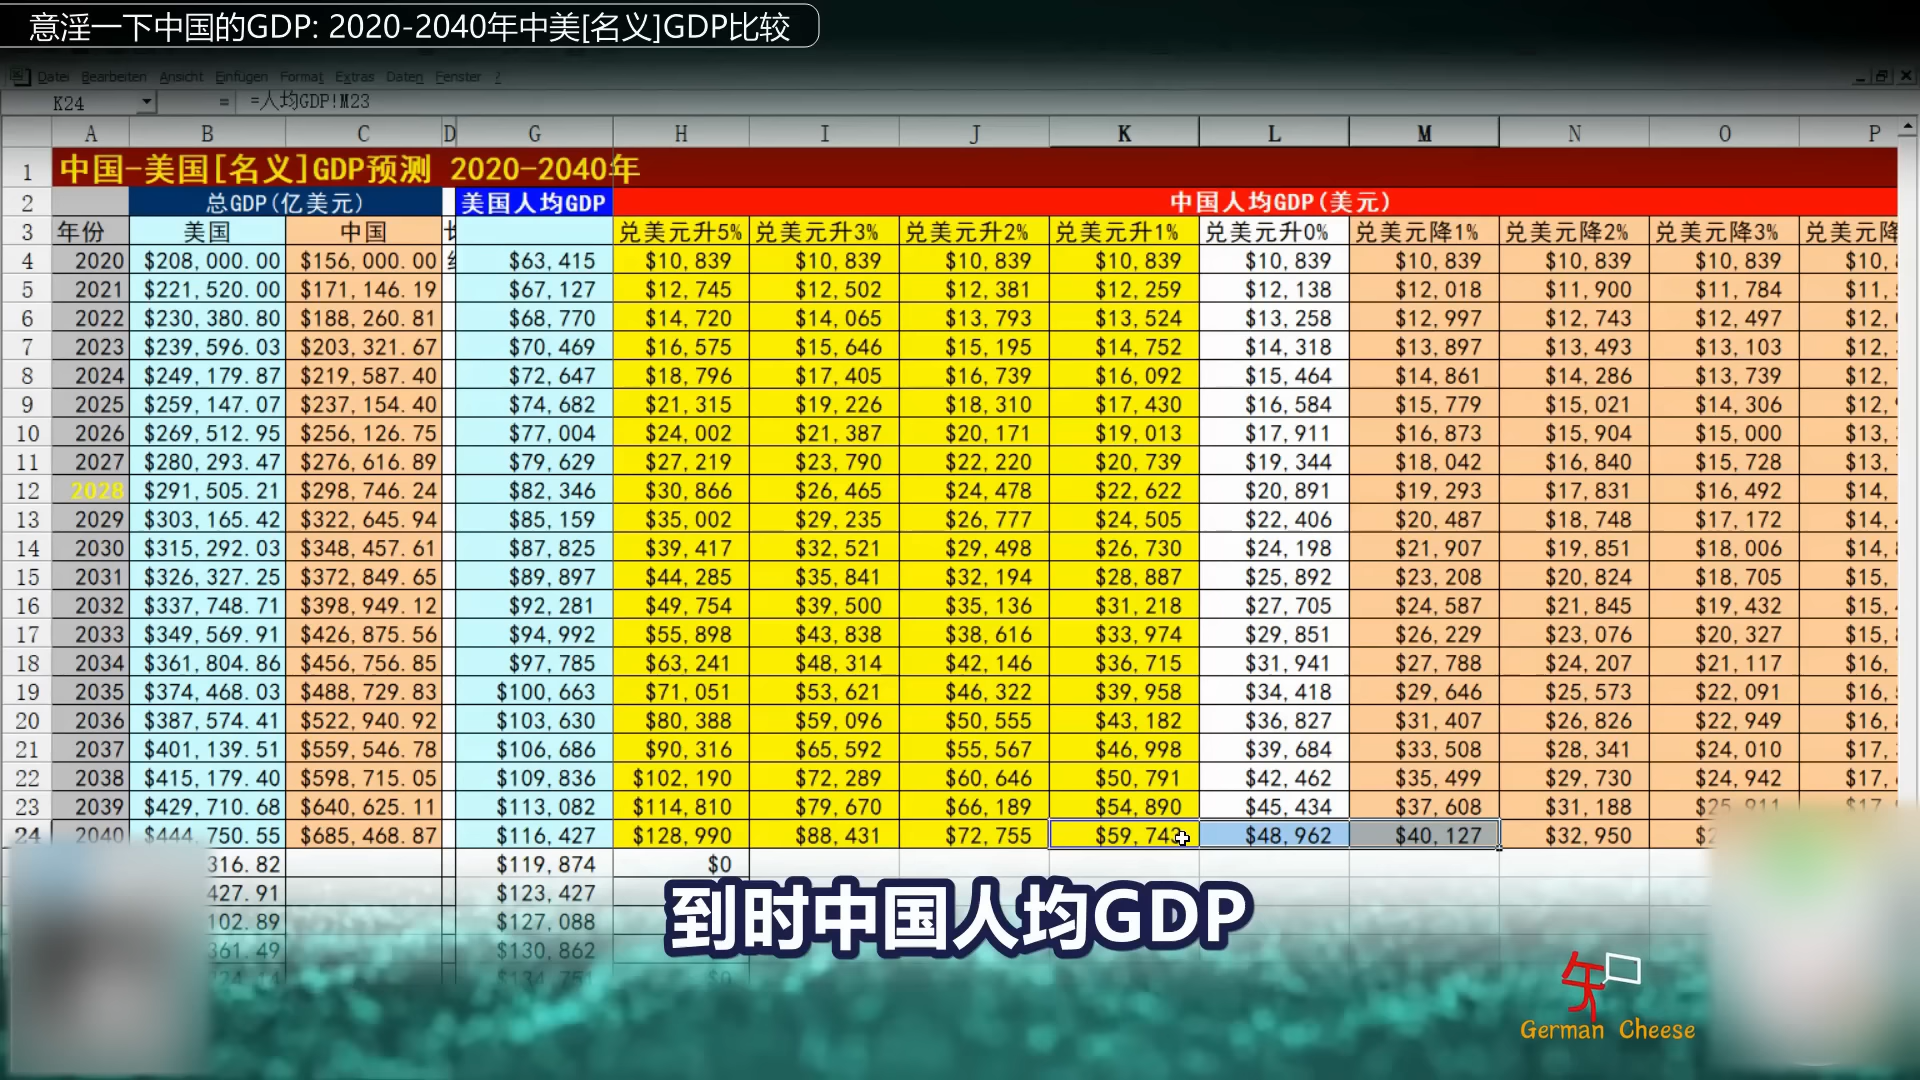 意淫一下中国的GDP: 2020-2040年中美[名义]GDP比较
Datei Bearbeiten Ansicht Einfügen Format Extras Daten Fenster ?
K24 = =人均GDP!M23
A B C D G H I J K L M N O P
1 中国-美国[名义]GDP预测 2020-2040年
2 总GDP(亿美元) 美国人均GDP 中国人均GDP(美元)
3 年份 美国 中国 兑美元升5% 兑美元升3% 兑美元升2% 兑美元升1% 兑美元升0% 兑美元降1% 兑美元降2% 兑美元降3% 兑美元降
4 2020 $208,000.00 $156,000.00 $63,415 $10,839 $10,839 $10,839 $10,839 $10,839 $10,839 $10,839 $10,839 $10,
5 2021 $221,520.00 $171,146.19 $67,127 $12,745 $12,502 $12,381 $12,259 $12,138 $12,018 $11,900 $11,784 $11,
6 2022 $230,380.80 $188,260.81 $68,770 $14,720 $14,065 $13,793 $13,524 $13,258 $12,997 $12,743 $12,497 $12,
7 2023 $239,596.03 $203,321.67 $70,469 $16,575 $15,646 $15,195 $14,752 $14,318 $13,897 $13,493 $13,103 $12,
8 2024 $249,179.87 $219,587.40 $72,647 $18,796 $17,405 $16,739 $16,092 $15,464 $14,861 $14,286 $13,739 $12,
9 2025 $259,147.07 $237,154.40 $74,682 $21,315 $19,226 $18,310 $17,430 $16,584 $15,779 $15,021 $14,306 $12,
10 2026 $269,512.95 $256,126.75 $77,004 $24,002 $21,387 $20,171 $19,013 $17,911 $16,873 $15,904 $15,000 $13,
11 2027 $280,293.47 $276,616.89 $79,629 $27,219 $23,790 $22,220 $20,739 $19,344 $18,042 $16,840 $15,728 $13,
12 2028 $291,505.21 $298,746.24 $82,346 $30,866 $26,465 $24,478 $22,622 $20,891 $19,293 $17,831 $16,492 $14,
13 2029 $303,165.42 $322,645.94 $85,159 $35,002 $29,235 $26,777 $24,505 $22,406 $20,487 $18,748 $17,172 $14,
14 2030 $315,292.03 $348,457.61 $87,825 $39,417 $32,521 $29,498 $26,730 $24,198 $21,907 $19,851 $18,006 $14,
15 2031 $326,327.25 $372,849.65 $89,897 $44,285 $35,841 $32,194 $28,887 $25,892 $23,208 $20,824 $18,705 $15,
16 2032 $337,748.71 $398,949.12 $92,281 $49,754 $39,500 $35,136 $31,218 $27,705 $24,587 $21,845 $19,432 $15,
17 2033 $349,569.91 $426,875.56 $94,992 $55,898 $43,838 $38,616 $33,974 $29,851 $26,229 $23,076 $20,327 $15,
18 2034 $361,804.86 $456,756.85 $97,785 $63,241 $48,314 $42,146 $36,715 $31,941 $27,788 $24,207 $21,117 $16,
19 2035 $374,468.03 $488,729.83 $100,663 $71,051 $53,621 $46,322 $39,958 $34,418 $29,646 $25,573 $22,091 $16,
20 2036 $387,574.41 $522,940.92 $103,630 $80,388 $59,096 $50,555 $43,182 $36,827 $31,407 $26,826 $22,949 $16,
21 2037 $401,139.51 $559,546.78 $106,686 $90,316 $65,592 $55,567 $46,998 $39,684 $33,508 $28,341 $24,010 $17,
22 2038 $415,179.40 $598,715.05 $109,836 $102,190 $72,289 $60,646 $50,791 $42,462 $35,499 $29,730 $24,942 $17,
23 2039 $429,710.68 $640,625.11 $113,082 $114,810 $79,670 $66,189 $54,890 $45,434 $37,608 $31,188 $25,911 $17,
24 2040 $444,750.55 $685,468.87 $116,427 $128,990 $88,431 $72,755 $59,743 $48,962 $40,127 $32,950 $2
316.82 $119,874 $0
427.91 $123,427
102.89 $127,088
361.49 $130,862
到时中国人均GDP
German Cheese